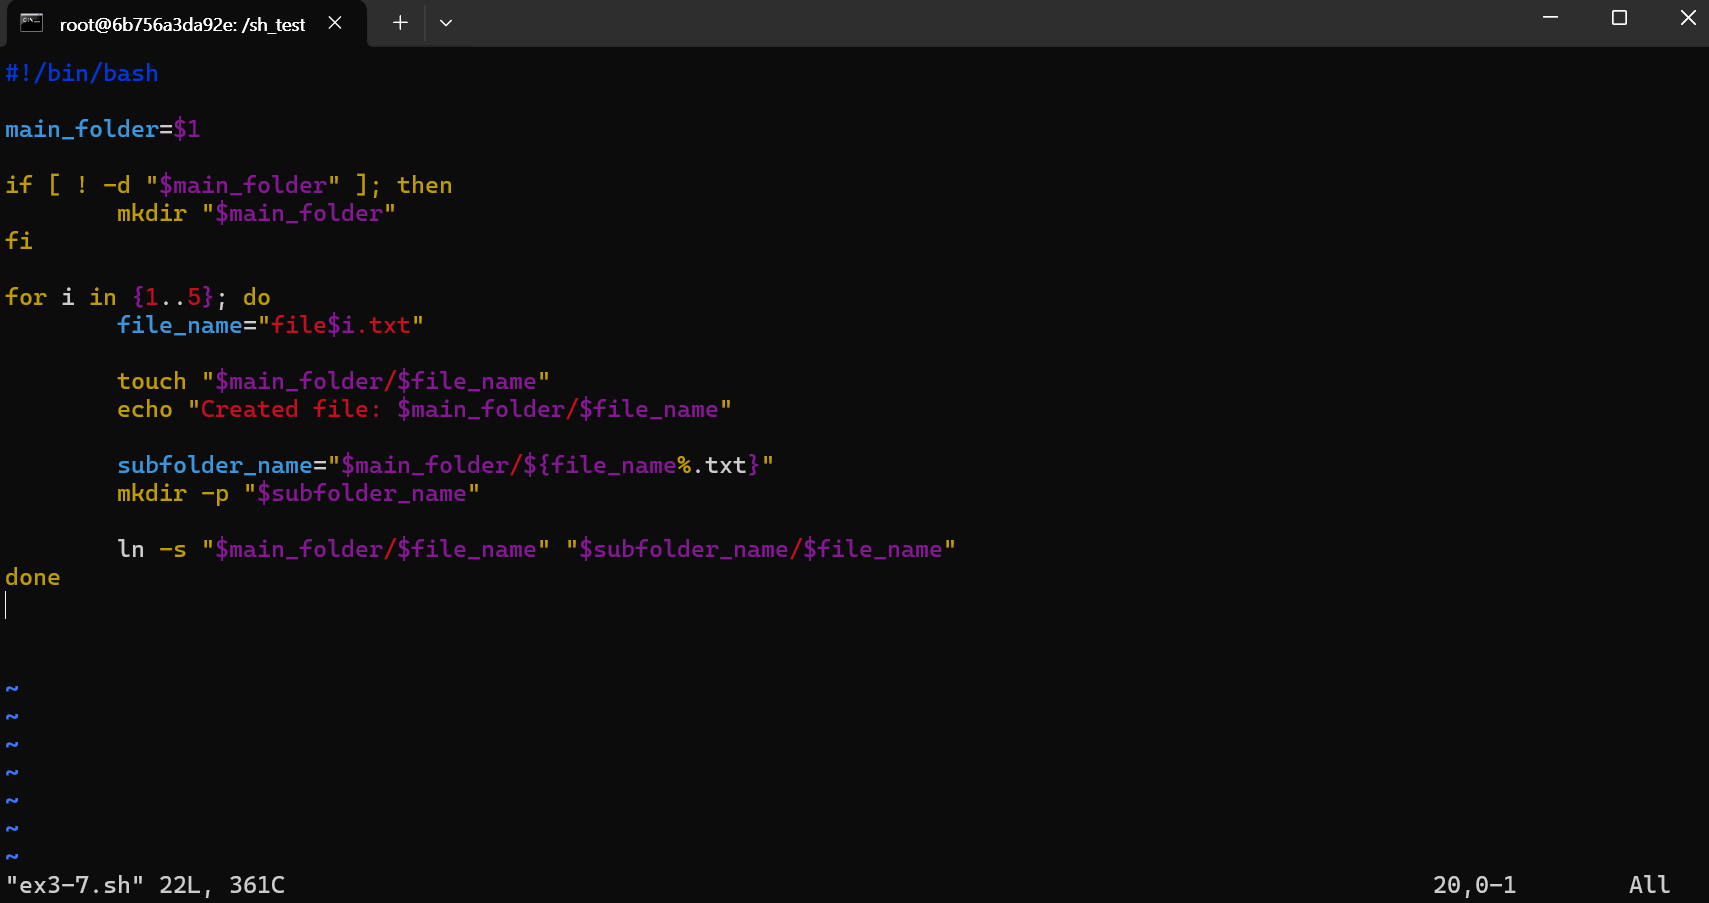 root@6b756a3da92e: /sh_test
#!/bin/bash
main_folder=$1
if [ ! -d "$main_folder" ]; then
mkdir "$main_folder"
fi
for i in {1..5}; do
file_name="file$i.txt"
touch "$main_folder/$file_name"
echo "Created file: $main_folder/$file_name"
subfolder_name="$main_folder/${file_name%.txt}"
mkdir -p "$subfolder_name"
ln -s "$main_folder/$file_name" "$subfolder_name/$file_name"
done
~
~
~
~
~
~
~
"ex3-7.sh" 22L, 361C 20,0-1 All